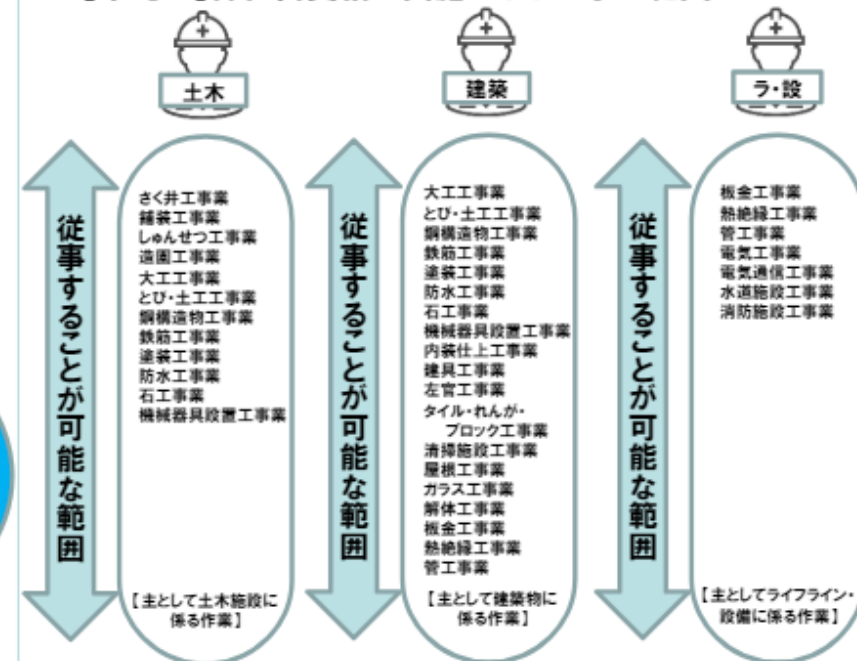 土木
従事することが可能な範囲
さく井工事業
舗装工事業
しゅんせつ工事業
造園工事業
大工工事業
とび・土工工事業
鋼構造物工事業
鉄筋工事業
塗装工事業
防水工事業
石工事業
機械器具設置工事業
【主として土木施設に
係る作業】
建築
従事することが可能な範囲
大工工事業
とび・土工工事業
鋼構造物工事業
鉄筋工事業
塗装工事業
防水工事業
石工事業
機械器具設置工事業
内装仕上工事業
建具工事業
左官工事業
タイル・れんが・
ブロック工事業
清掃施設工事業
屋根工事業
ガラス工事業
解体工事業
板金工事業
熱絶縁工事業
管工事業
【主として建築物に
係る作業】
ラ・設
従事することが可能な範囲
板金工事業
熱絶縁工事業
管工事業
電気工事業
電気通信工事業
水道施設工事業
消防施設工事業
【主としてライフライン・
設備に係る作業】